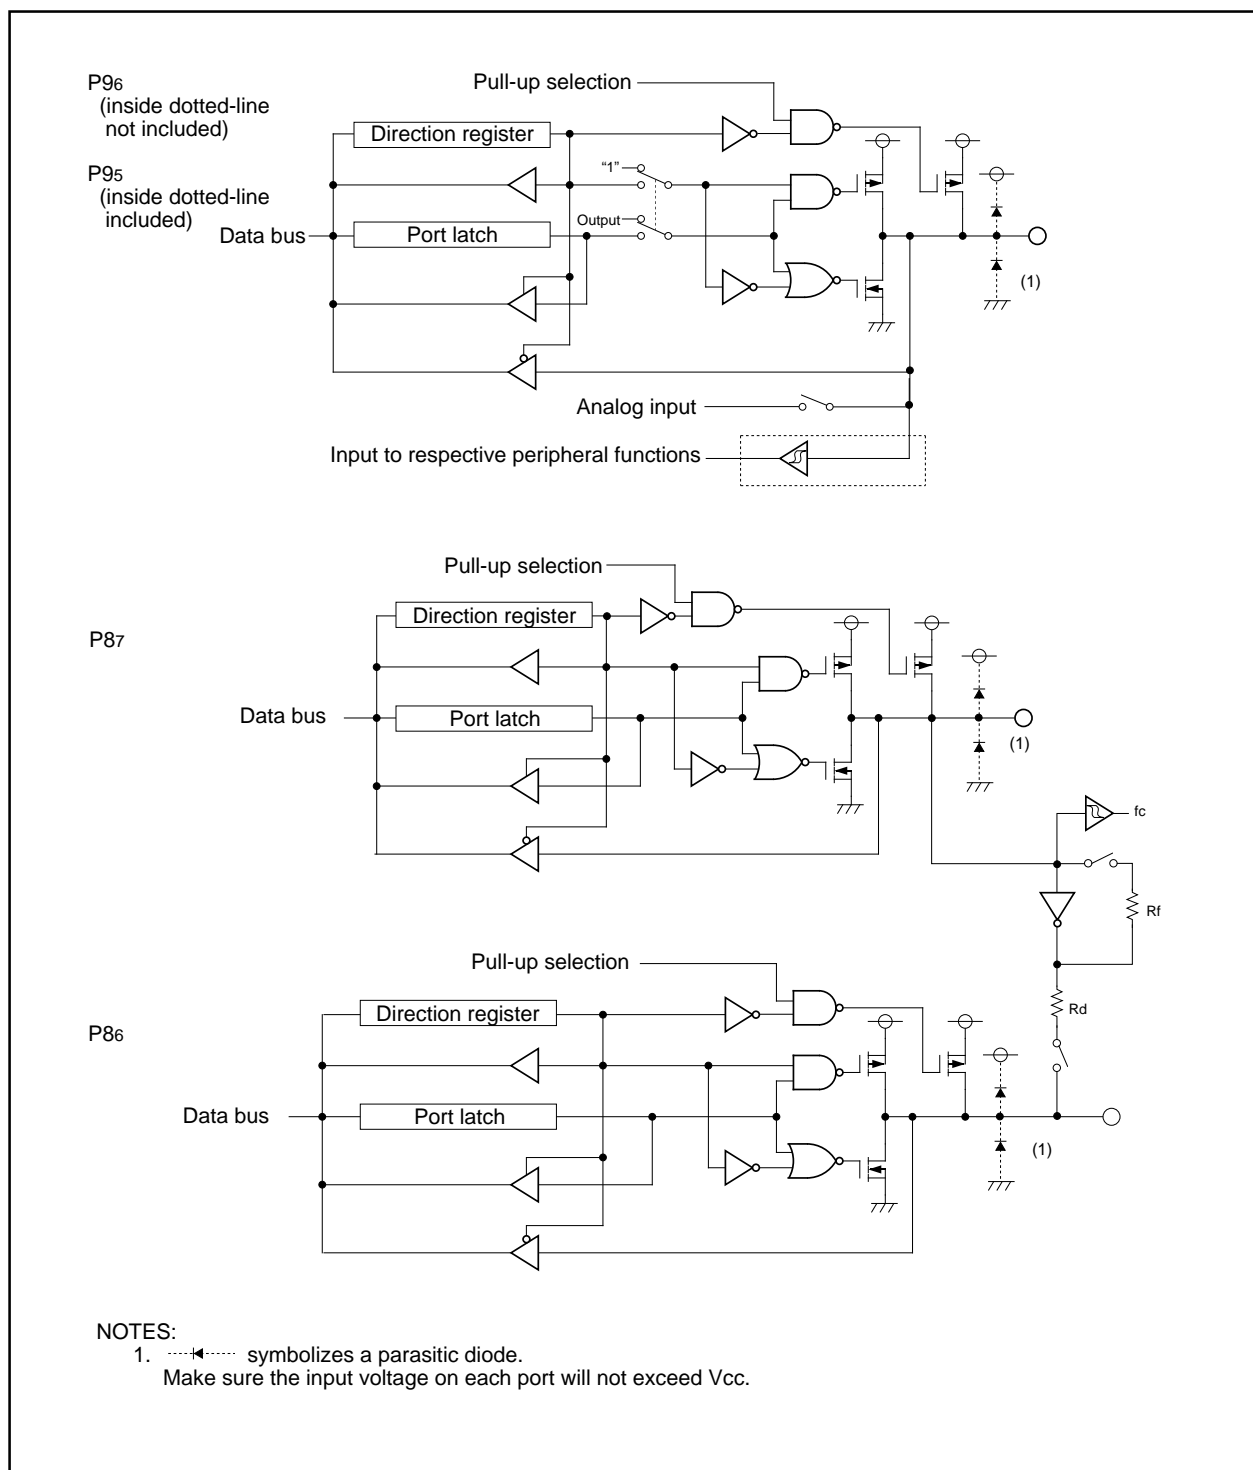 P96
(inside dotted-line
not included)
Pull-up selection
Direction register
P95
(inside dotted-line
included)
“1”
Output
Data bus
Port latch
(1)
Analog input
Input to respective peripheral functions
Pull-up selection
Direction register
P87
Data bus
Port latch
(1)
fc
Rf
Pull-up selection
Direction register
Rd
P86
Data bus
Port latch
(1)
NOTES:
1. symbolizes a parasitic diode.
Make sure the input voltage on each port will not exceed Vcc.